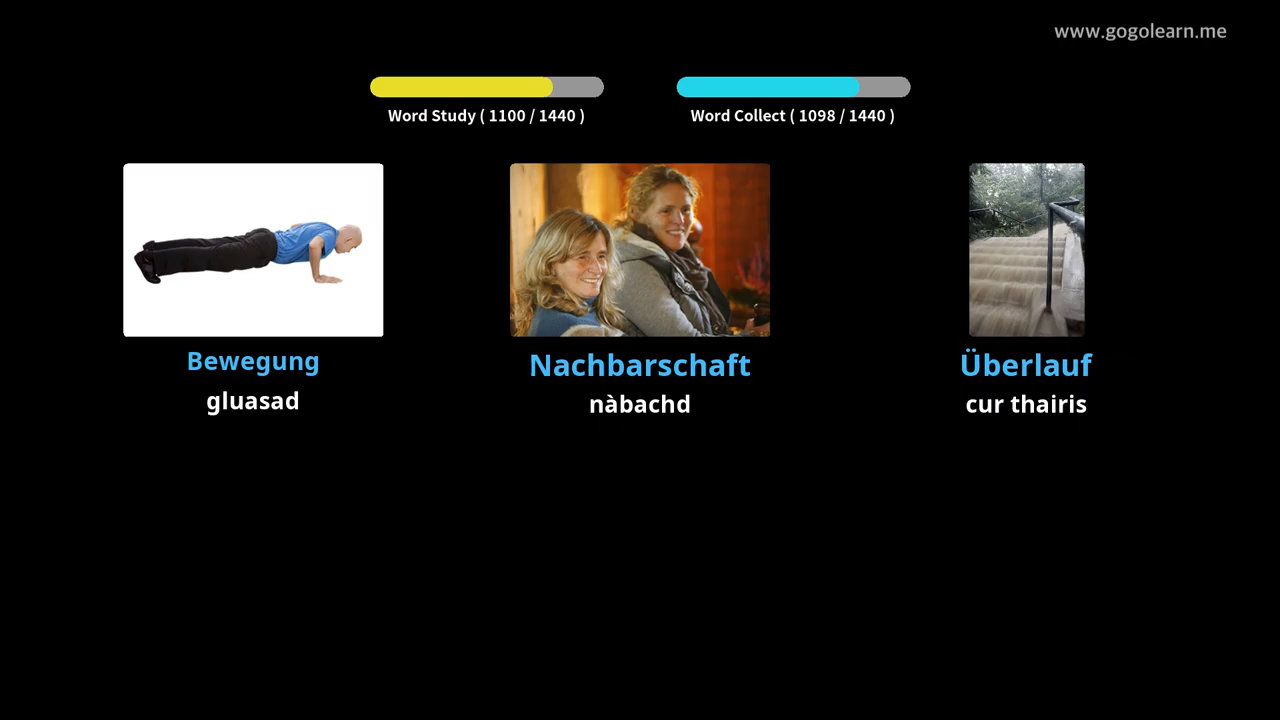 www.gogolearn.me
Word Study ( 1100 / 1440 )
Word Collect ( 1098 / 1440 )
Bewegung
gluasad
Nachbarschaft
nàbachd
Überlauf
cur thairis